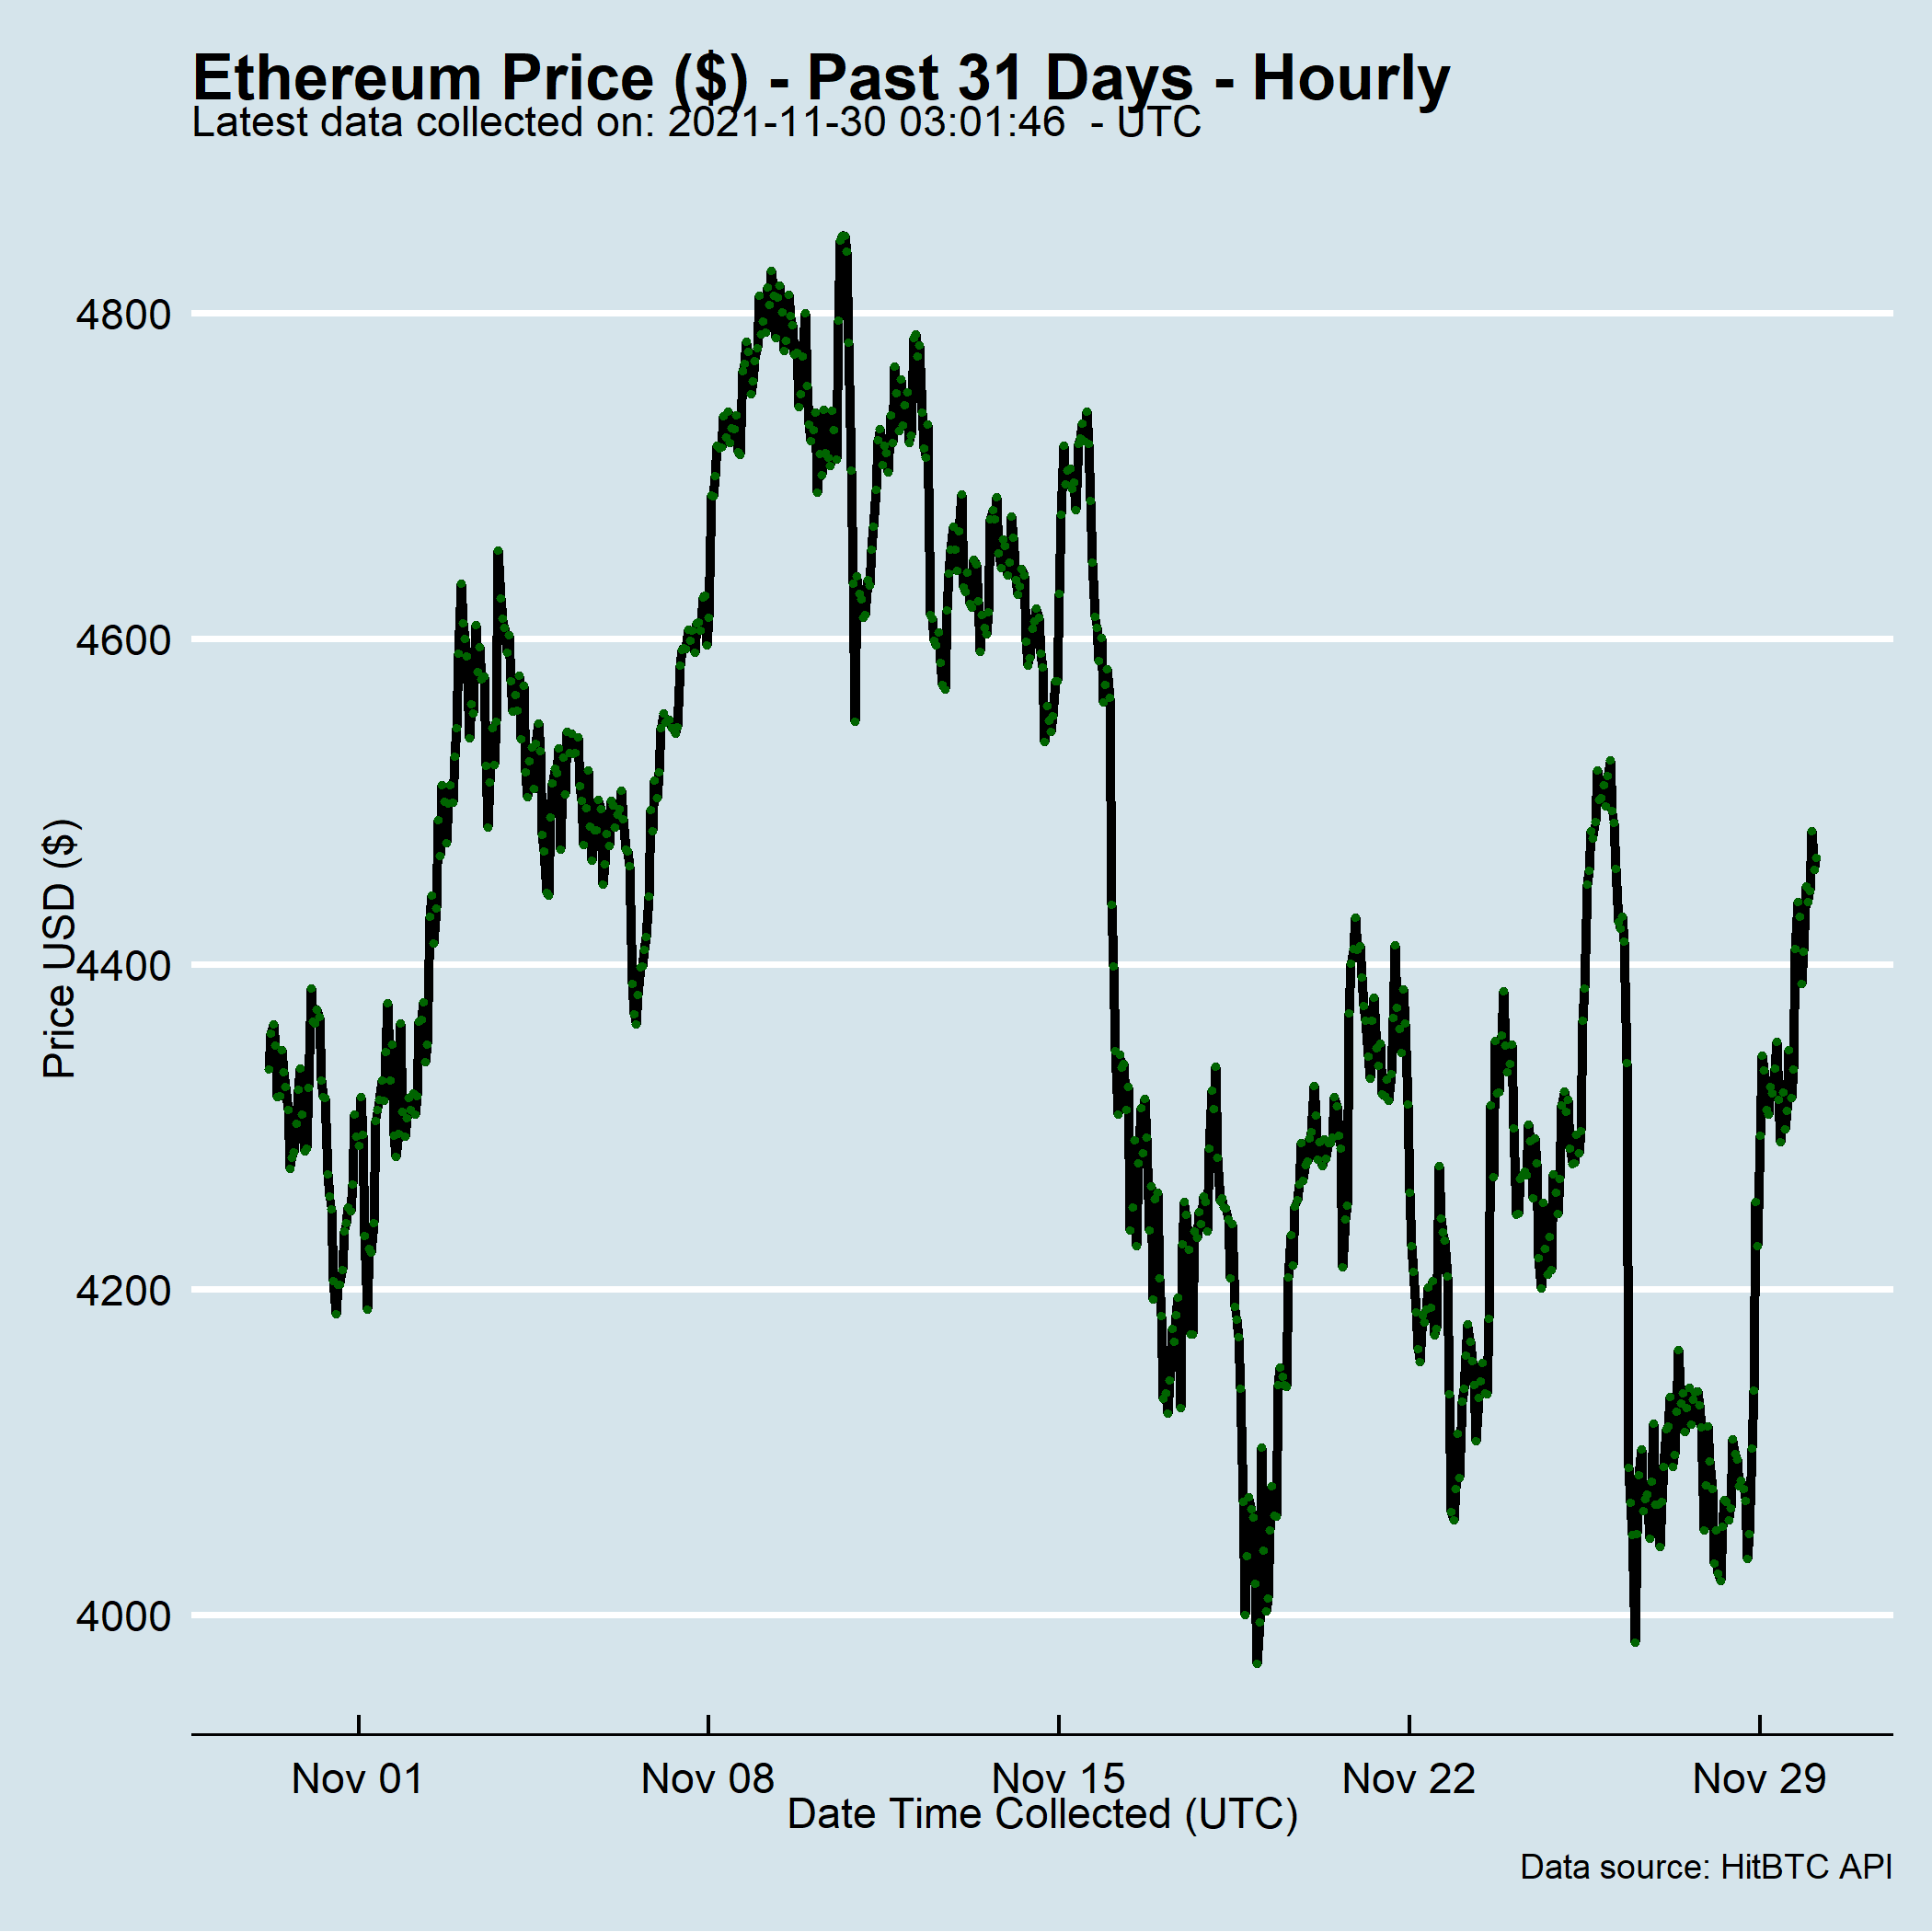 Ethereum Price ($) - Past 31 Days - Hourly
Latest data collected on: 2021-11-30 03:01:46  - UTC
Price USD ($)
4800
4600
4400
4200
4000
Nov 01
Nov 08
Nov 15
Nov 22
Nov 29
Date Time Collected (UTC)
Data source: HitBTC API